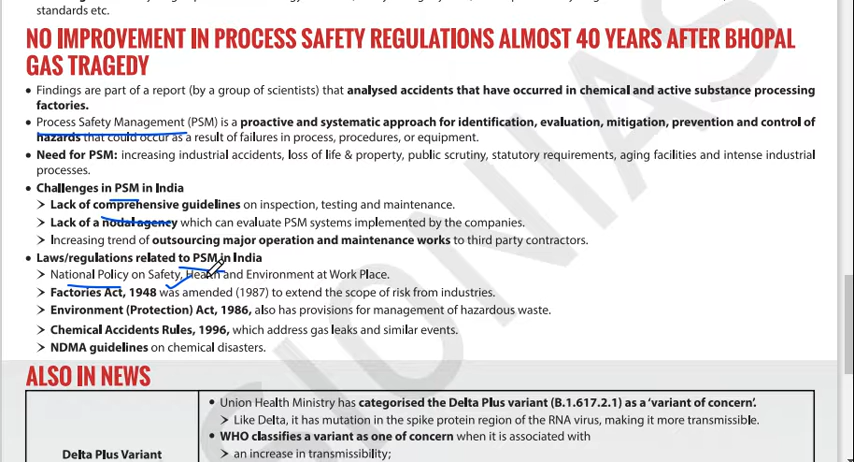 standards etc.
NO IMPROVEMENT IN PROCESS SAFETY REGULATIONS ALMOST 40 YEARS AFTER BHOPAL
GAS TRAGEDY
• Findings are part of a report (by a group of scientists) that analysed accidents that have occurred in chemical and active substance processing
factories.
• Process Safety Management (PSM) is a proactive and systematic approach for identification, evaluation, mitigation, prevention and control of
hazards that could occur as a result of failures in process, procedures, or equipment.
• Need for PSM: increasing industrial accidents, loss of life & property, public scrutiny, statutory requirements, aging facilities and intense industrial
processes.
• Challenges in PSM in India
➤ Lack of comprehensive guidelines on inspection, testing and maintenance.
➤ Lack of a nodal agency which can evaluate PSM systems implemented by the companies.
➤ Increasing trend of outsourcing major operation and maintenance works to third party contractors.
• Laws/regulations related to PSM in India
➤ National Policy on Safety, Health and Environment at Work Place.
➤ Factories Act, 1948 was amended (1987) to extend the scope of risk from industries.
➤ Environment (Protection) Act, 1986, also has provisions for management of hazardous waste.
➤ Chemical Accidents Rules, 1996, which address gas leaks and similar events.
➤ NDMA guidelines on chemical disasters.
ALSO IN NEWS
Delta Plus Variant
• Union Health Ministry has categorised the Delta Plus variant (B.1.617.2.1) as a ‘variant of concern’.
➤ Like Delta, it has mutation in the spike protein region of the RNA virus, making it more transmissible.
• WHO classifies a variant as one of concern when it is associated with
➤ an increase in transmissibility;